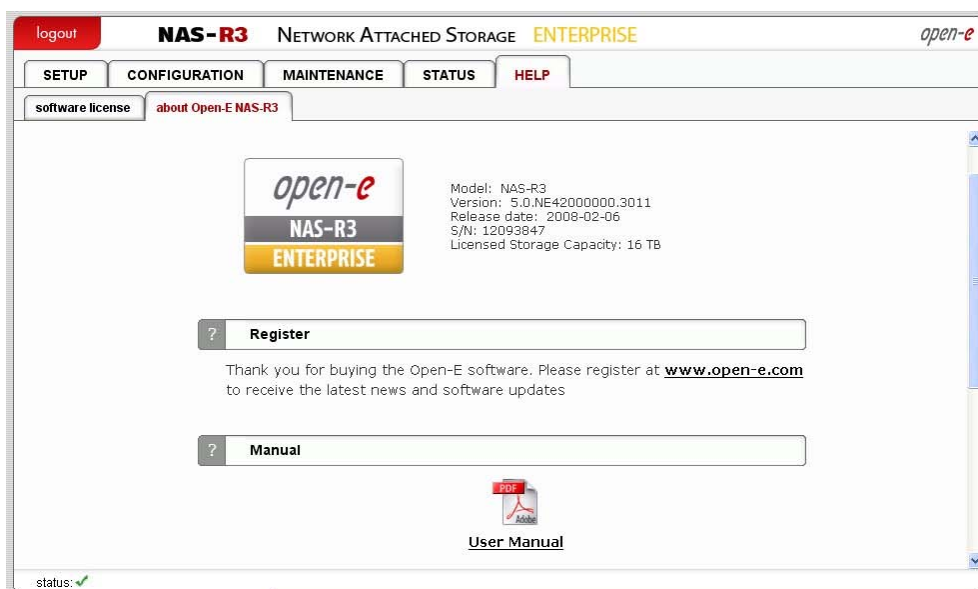 logout NAS-R3 NETWORK ATTACHED STORAGE ENTERPRISE open-e
SETUP CONFIGURATION MAINTENANCE STATUS HELP
software license about Open-E NAS-R3
open-e
NAS-R3
ENTERPRISE
Model: NAS-R3
Version: 5.0.NE42000000.3011
Release date: 2008-02-06
S/N: 12093847
Licensed Storage Capacity: 16 TB
? Register
Thank you for buying the Open-E software. Please register at www.open-e.com
to receive the latest news and software updates
? Manual
PDF
Adobe
User Manual
status: